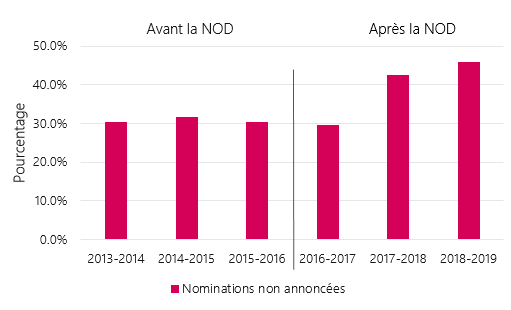 Avant la NOD
Après la NOD
Pourcentage
50.0%
40.0%
30.0%
20.0%
10.0%
0.0%
2013-2014 2014-2015 2015-2016 2016-2017 2017-2018 2018-2019
Nominations non annoncées